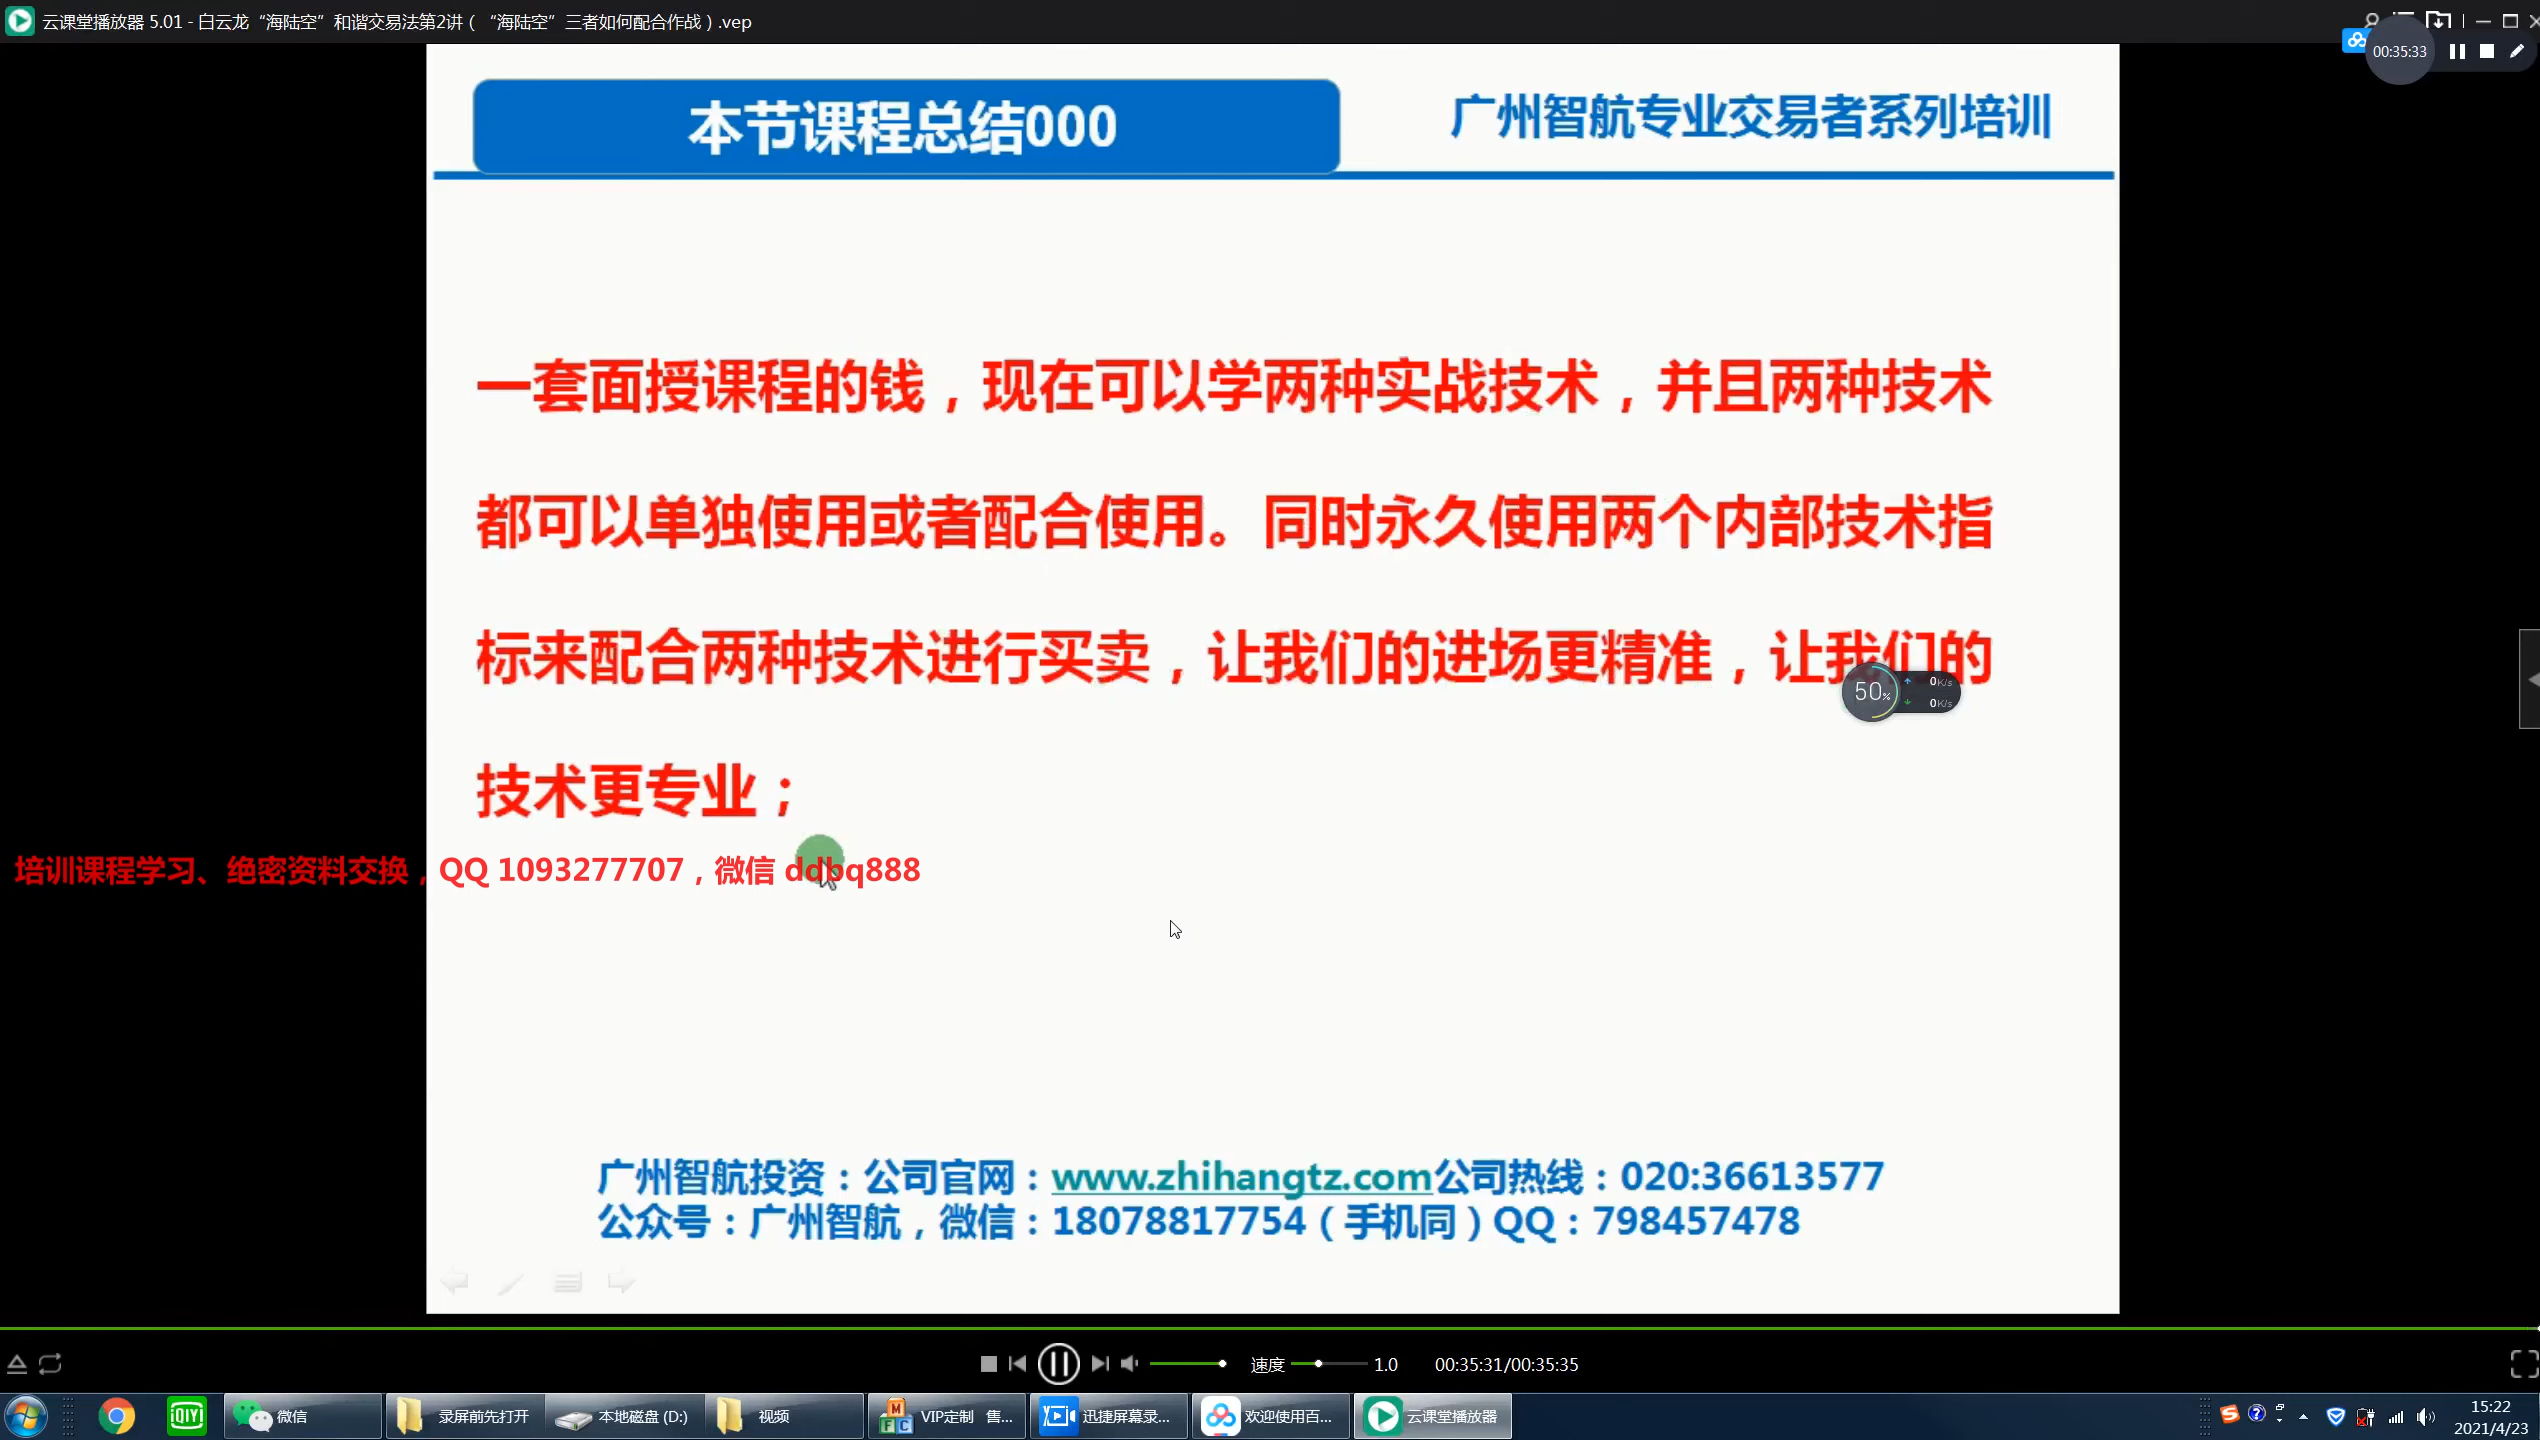 云课堂播放器 5.01 - 白云龙“海陆空”和谐交易法第2讲（“海陆空”三者如何配合作战）.vep
00:35:33
本节课程总结000
广州智航专业交易者系列培训
一套面授课程的钱，现在可以学两种实战技术，并且两种技术
都可以单独使用或者配合使用。同时永久使用两个内部技术指
标来配合两种技术进行买卖，让我们的进场更精准，让我们的
技术更专业；
50%
0K/s
0K/s
培训课程学习、绝密资料交换，QQ 1093277707，微信 ddbq888
广州智航投资：公司官网：www.zhihangtz.com公司热线：020:36613577
公众号：广州智航，微信：18078817754（手机同）QQ：798457478
速度 1.0 00:35:31/00:35:35
QIY 微信 录屏前先打开 本地磁盘 (D:) 视频 MFC VIP定制 售... 迅捷屏幕录... 欢迎使用百... 云课堂播放器
15:22
2021/4/23